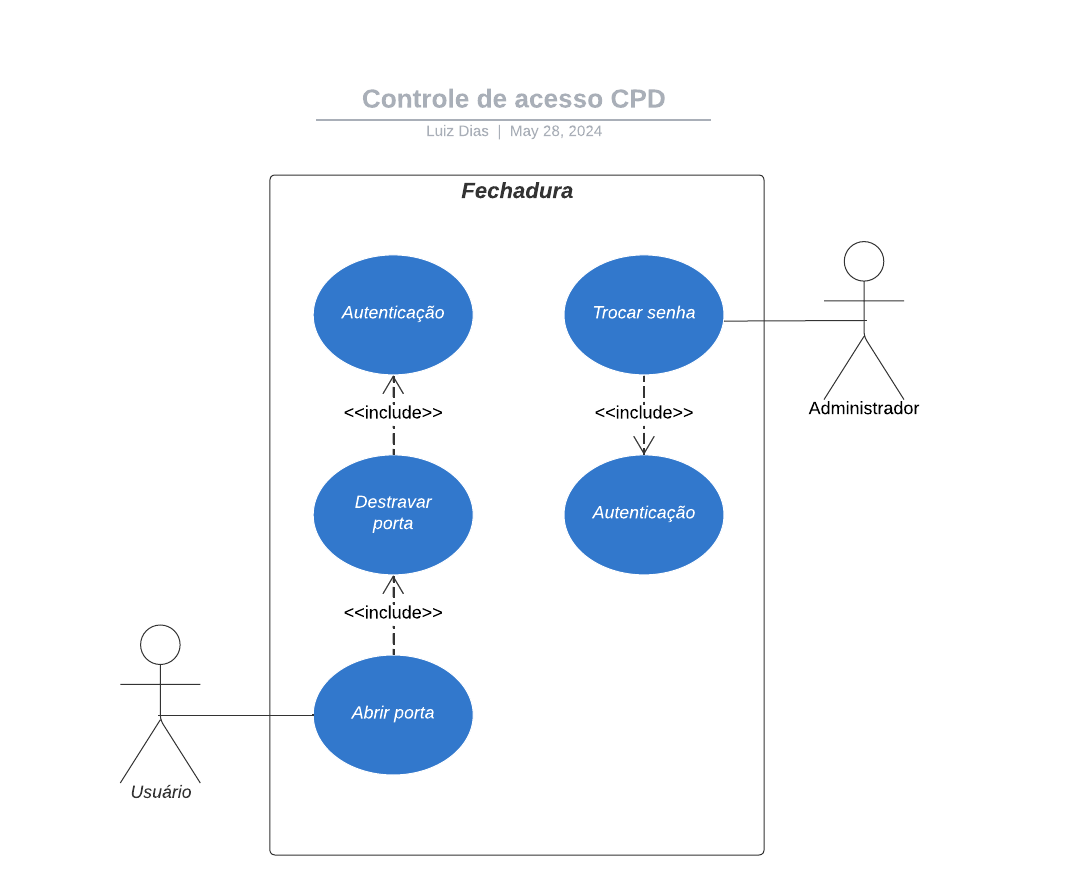 Controle de acesso CPD
Luiz Dias | May 28, 2024
Fechadura
Autenticação
Trocar senha
<<include>>
<<include>>
Administrador
Destravar
porta
Autenticação
<<include>>
Abrir porta
Usuário